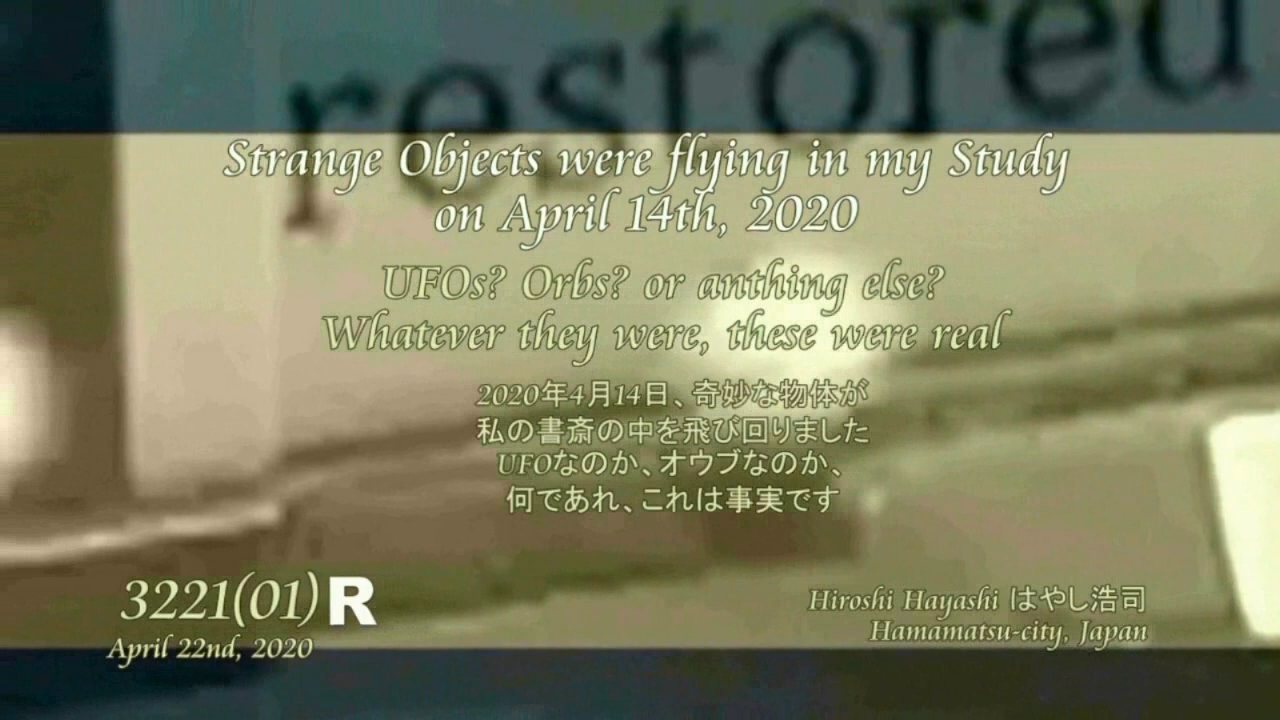 restored
Strange Objects were flying in my Study
on April 14th, 2020
UFOs? Orbs? or anthing else?
Whatever they were, these were real
2020年4月14日、奇妙な物体が
私の書斎の中を飛び回りました
UFOなのか、オウブなのか、
何であれ、これは事実です
3221(01)R
April 22nd, 2020
Hiroshi Hayashi はやし浩司
Hamamatsu-city, Japan